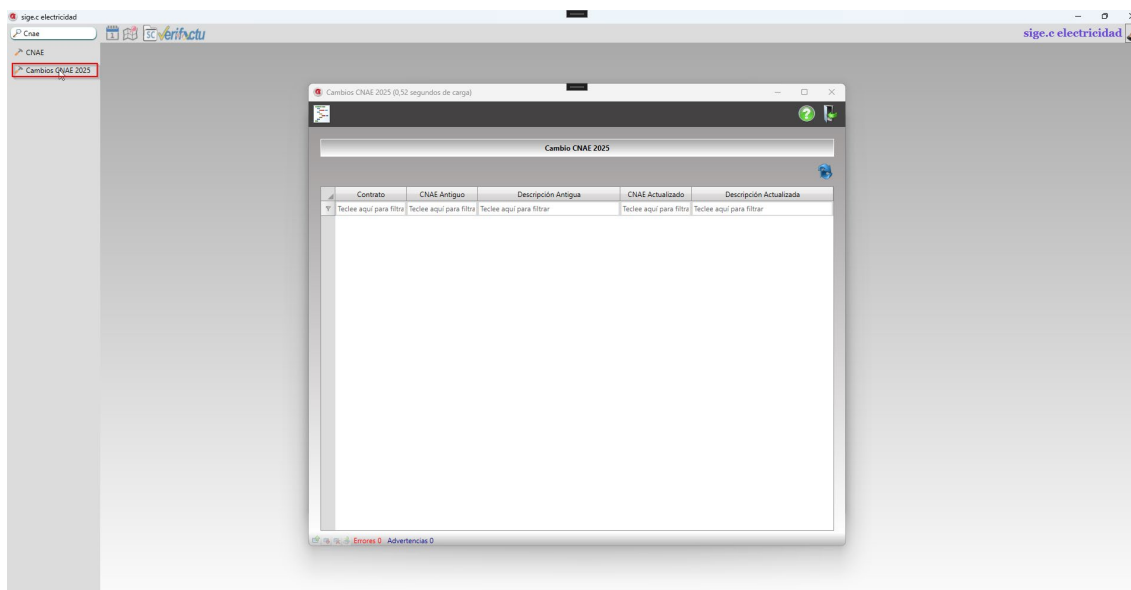 sige.c electricidad
Cnae
1 SC Verifactu
sige.c electricidad
CNAE
Cambios CNAE 2025
Cambios CNAE 2025 (0,52 segundos de carga)
?
Cambio CNAE 2025
Contrato CNAE Antiguo Descripción Antigua CNAE Actualizado Descripción Actualizada
Teclee aquí para filtra Teclee aquí para filtra Teclee aquí para filtrar Teclee aquí para filtra Teclee aquí para filtrar
Errores 0 Advertencias 0